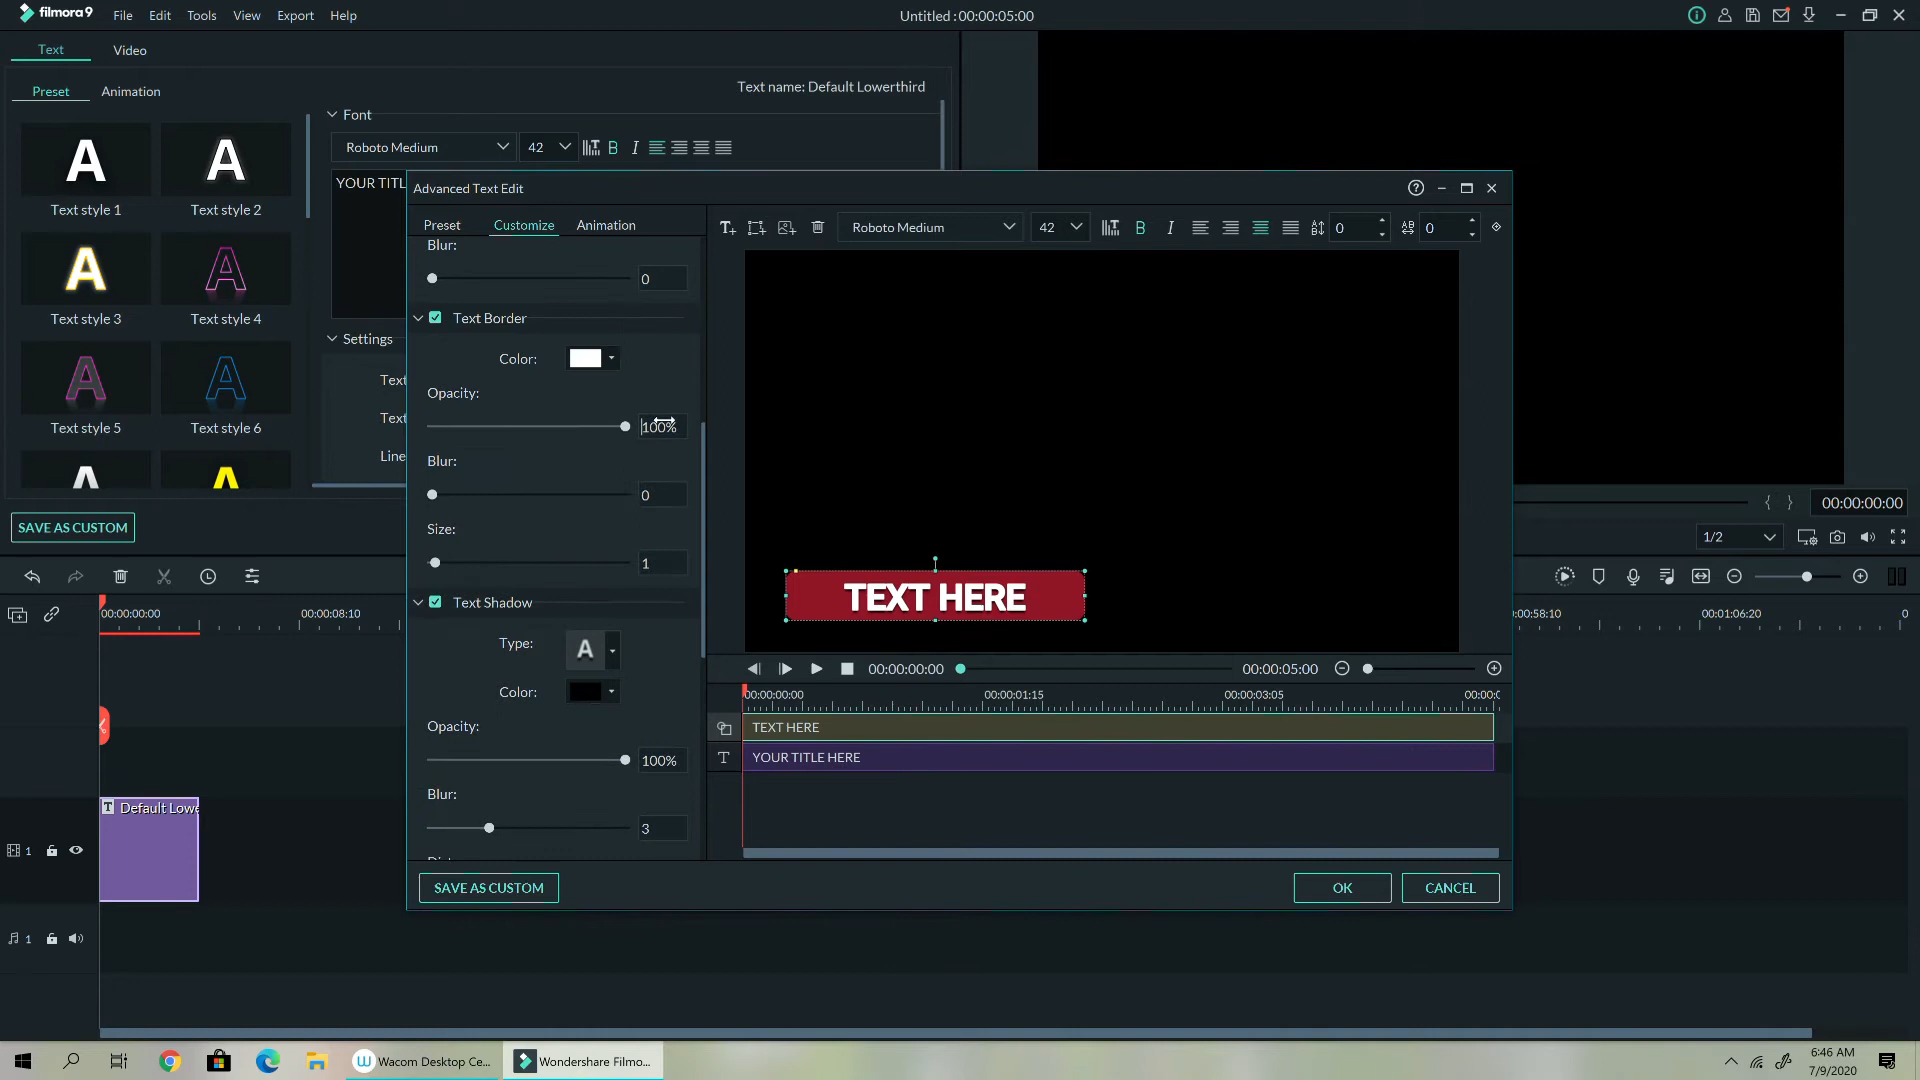 filmora9
File
Edit
Tools
View
Export
Help
Untitled : 00:00:05:00
Text
Video
Preset
Animation
Text name: Default Lowerthird
Font
Roboto Medium
42
B
I
YOUR TITL
A
Text style 1
A
Text style 2
A
Text style 3
A
Text style 4
A
Text style 5
A
Text style 6
Settings
Text
Text
Line
SAVE AS CUSTOM
Advanced Text Edit
Preset
Customize
Animation
Roboto Medium
42
B
I
0
0
Blur:
0
Text Border
Color:
Opacity:
100%
Blur:
0
Size:
1
Text Shadow
Type:
A
Color:
Opacity:
100%
Blur:
3
TEXT HERE
00:00:00:00
00:00:05:00
00:00:00:00
00:00:01:15
00:00:03:05
TEXT HERE
T
YOUR TITLE HERE
SAVE AS CUSTOM
OK
CANCEL
00:00:00:00
1/2
00:00:00:00
00:00:08:10
:00:58:10
00:01:06:20
0
T Default Lowe
1
1
W Wacom Desktop Ce...
Wondershare Filmo...
6:46 AM
7/9/2020